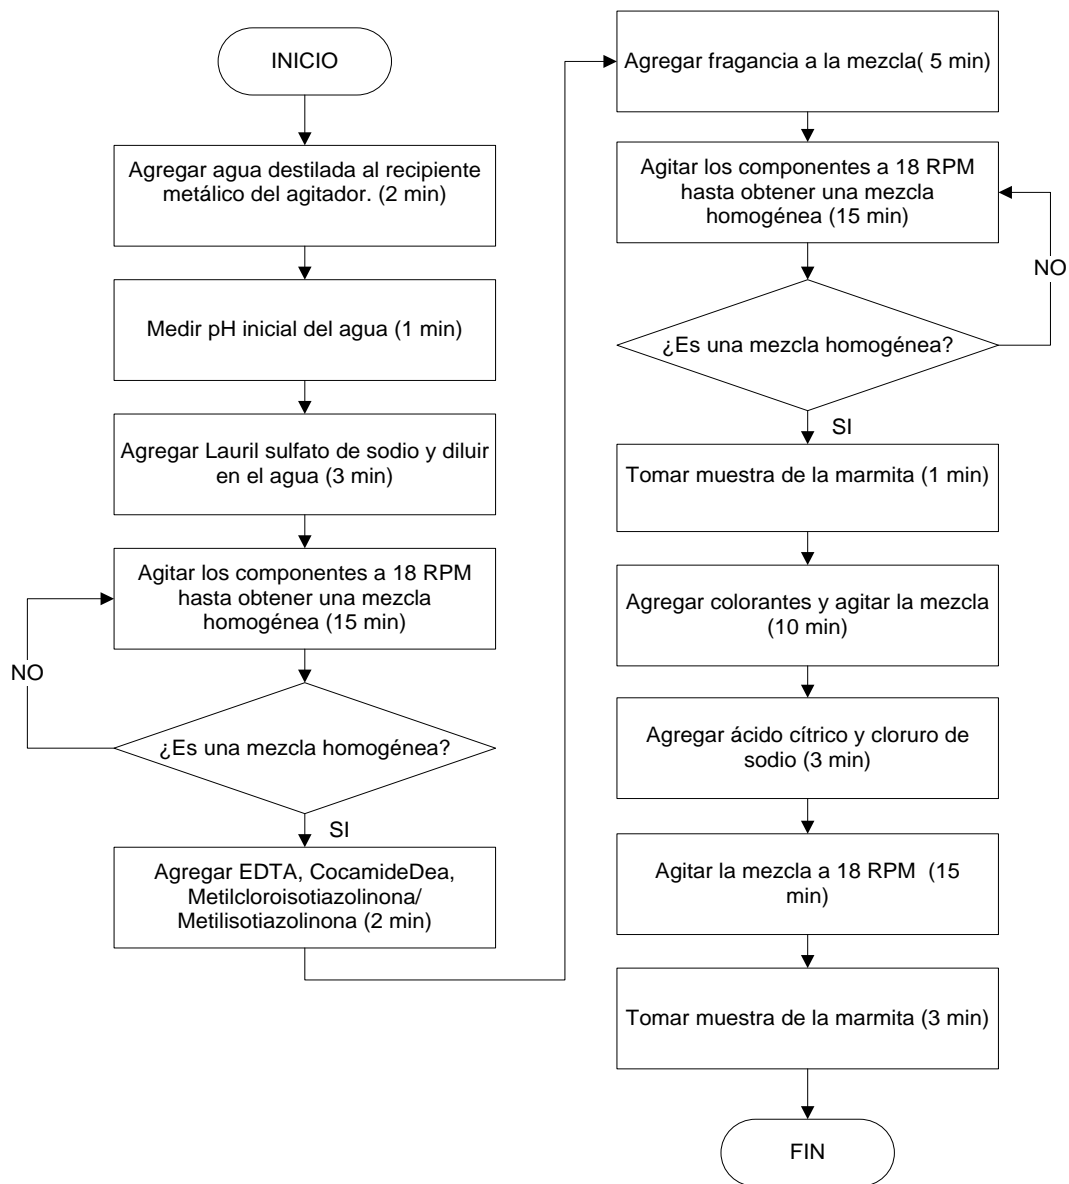 INICIO
Agregar agua destilada al recipiente
metálico del agitador. (2 min)
Medir pH inicial del agua (1 min)
Agregar Lauril sulfato de sodio y diluir
en el agua (3 min)
Agitar los componentes a 18 RPM
hasta obtener una mezcla
homogénea (15 min)
NO
¿Es una mezcla homogénea?
SI
Agregar EDTA, CocamideDea,
Metilcloroisotiazolinona/
Metilisotiazolinona (2 min)
Agregar fragancia a la mezcla( 5 min)
Agitar los componentes a 18 RPM
hasta obtener una mezcla
homogénea (15 min)
NO
¿Es una mezcla homogénea?
SI
Tomar muestra de la marmita (1 min)
Agregar colorantes y agitar la mezcla
(10 min)
Agregar ácido cítrico y cloruro de
sodio (3 min)
Agitar la mezcla a 18 RPM  (15
min)
Tomar muestra de la marmita (3 min)
FIN